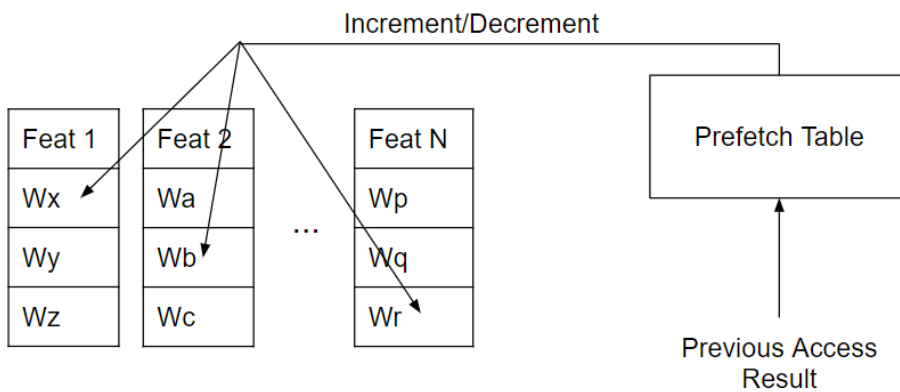 Increment/Decrement
Feat 1
Feat 2
Feat N
Prefetch Table
Wx
Wa
Wp
...
Wy
Wb
Wq
Wz
Wc
Wr
Previous Access
Result